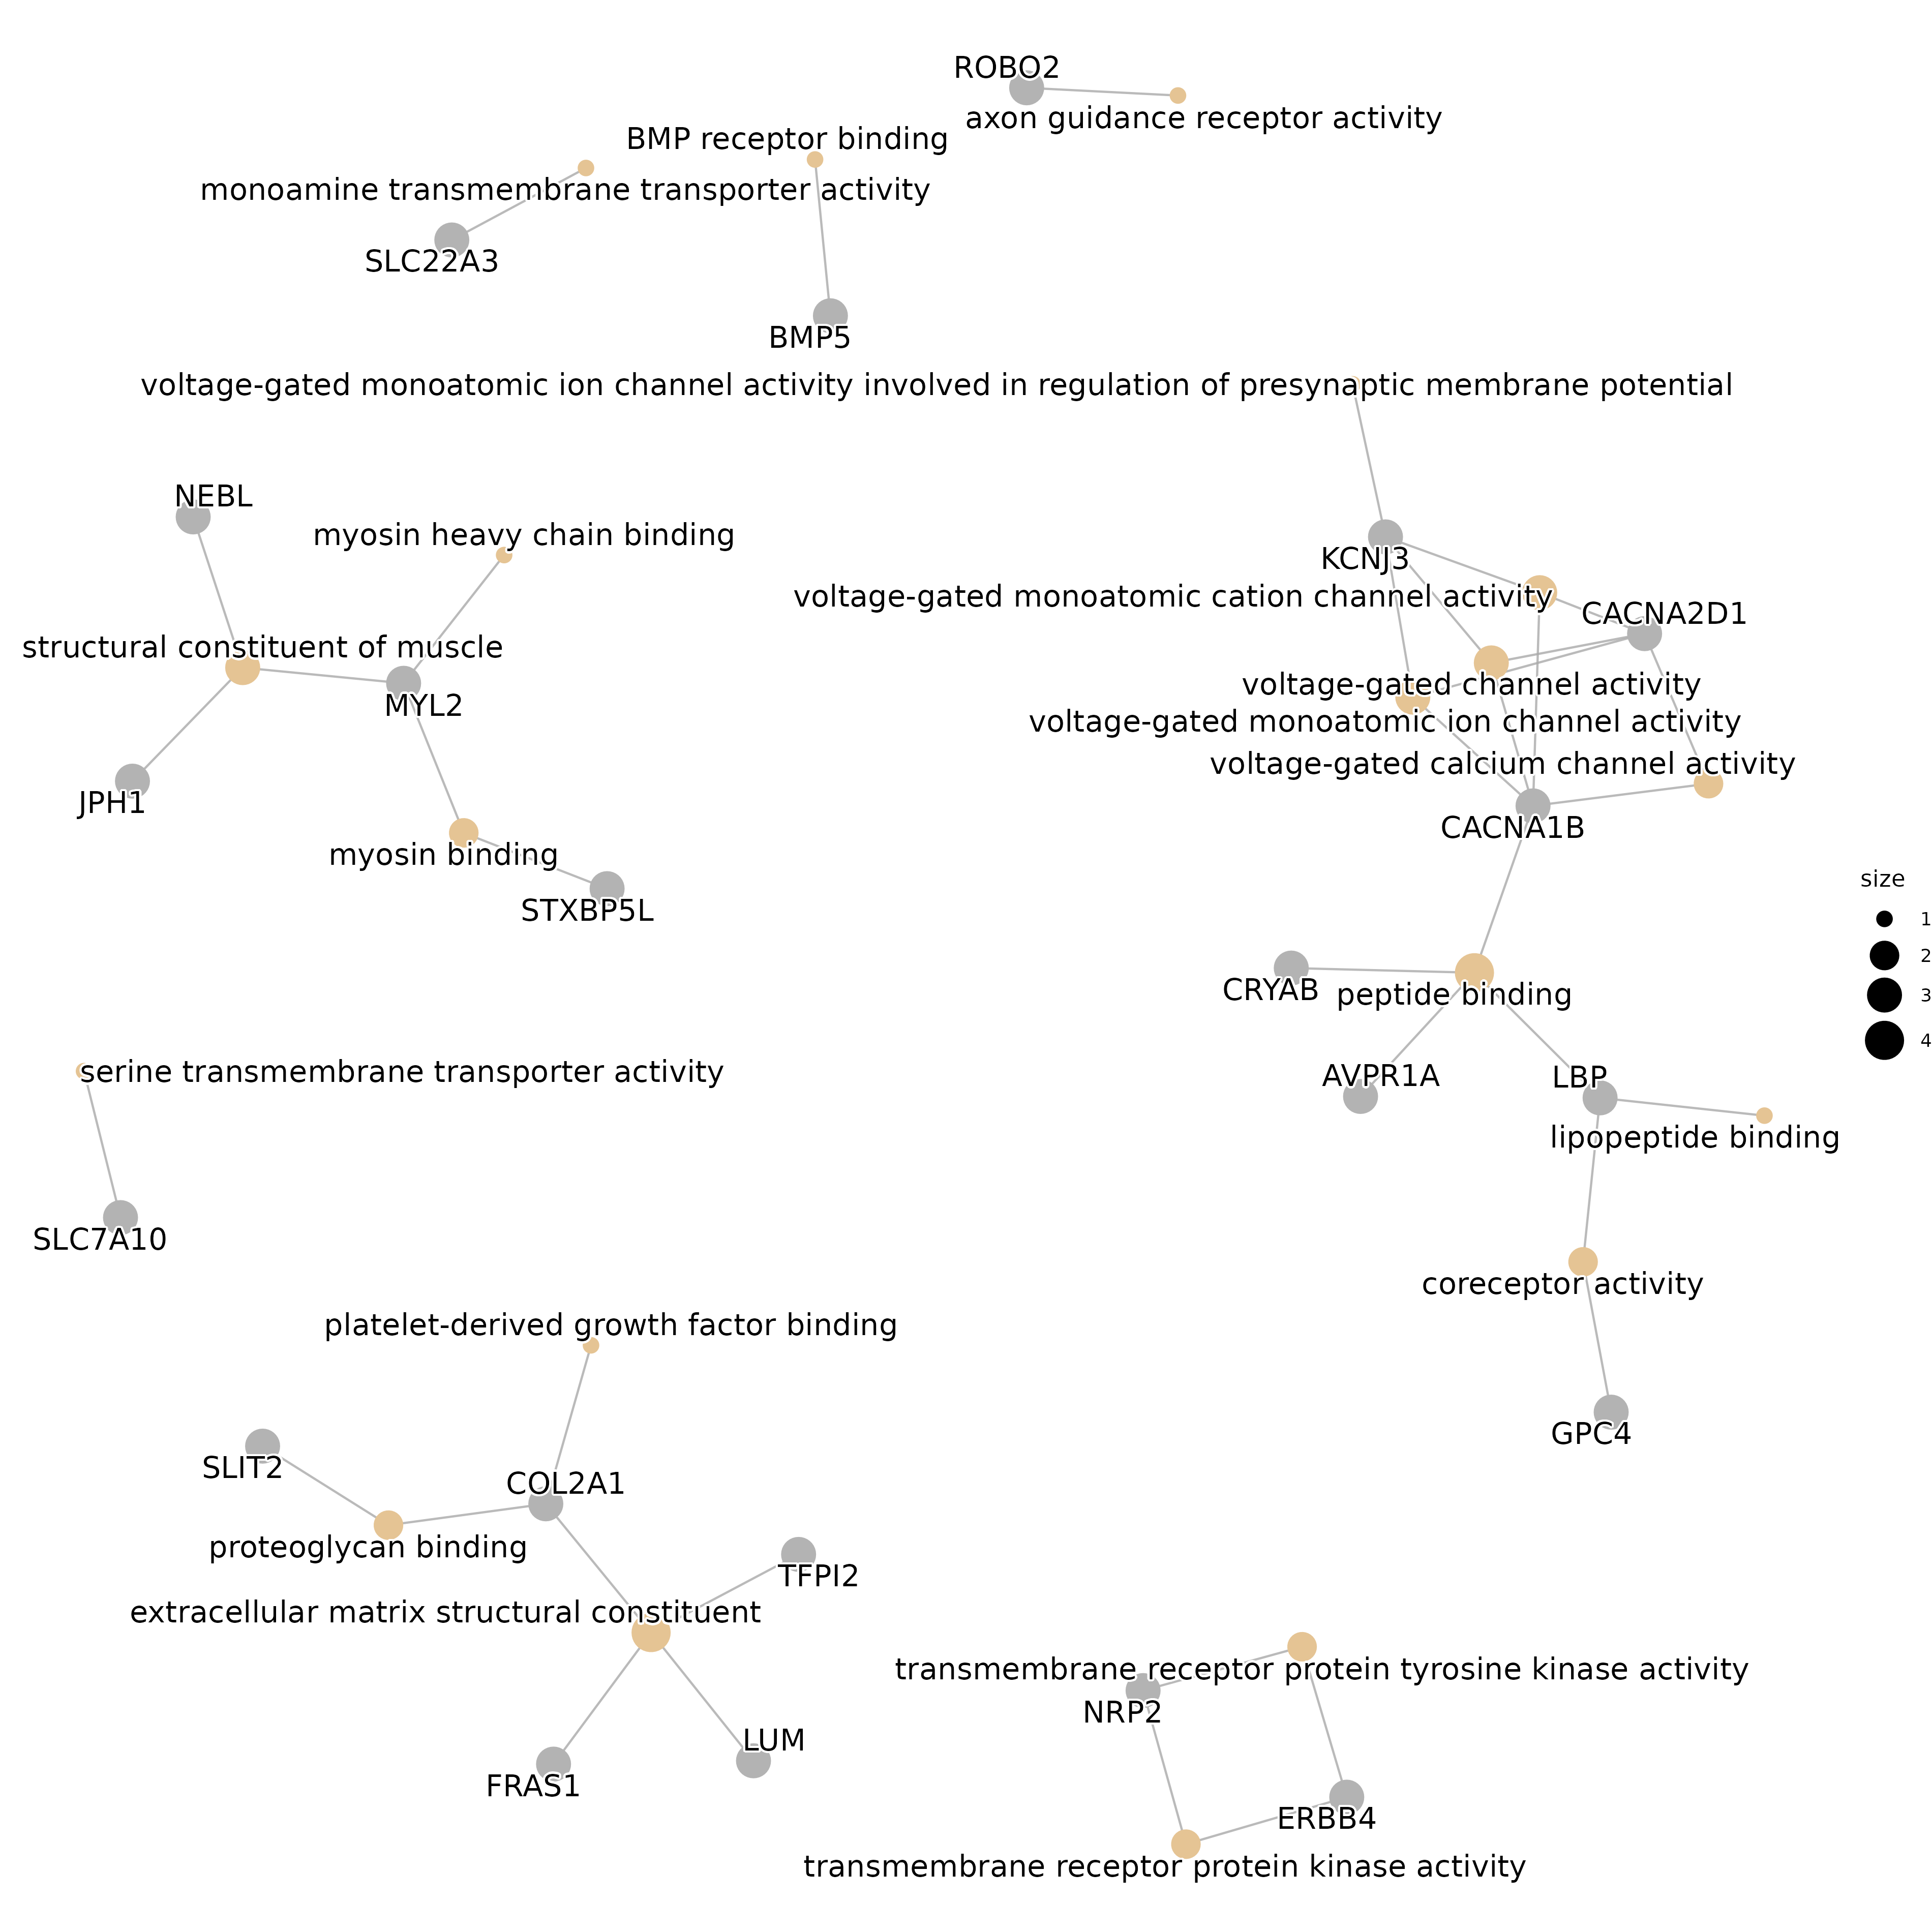 ROBO2
axon guidance receptor activity
BMP receptor binding
monoamine transmembrane transporter activity
SLC22A3
BMP5
voltage-gated monoatomic ion channel activity involved in regulation of presynaptic membrane potential
NEBL
myosin heavy chain binding
KCNJ3
voltage-gated monoatomic cation channel activity
CACNA2D1
structural constituent of muscle
voltage-gated channel activity
MYL2
voltage-gated monoatomic ion channel activity
voltage-gated calcium channel activity
JPH1
CACNA1B
myosin binding
STXBP5L
size
1
2
3
4
CRYAB
peptide binding
serine transmembrane transporter activity
AVPR1A
LBP
lipopeptide binding
SLC7A10
coreceptor activity
platelet-derived growth factor binding
GPC4
SLIT2
COL2A1
proteoglycan binding
TFPI2
extracellular matrix structural constituent
transmembrane receptor protein tyrosine kinase activity
NRP2
LUM
FRAS1
ERBB4
transmembrane receptor protein kinase activity